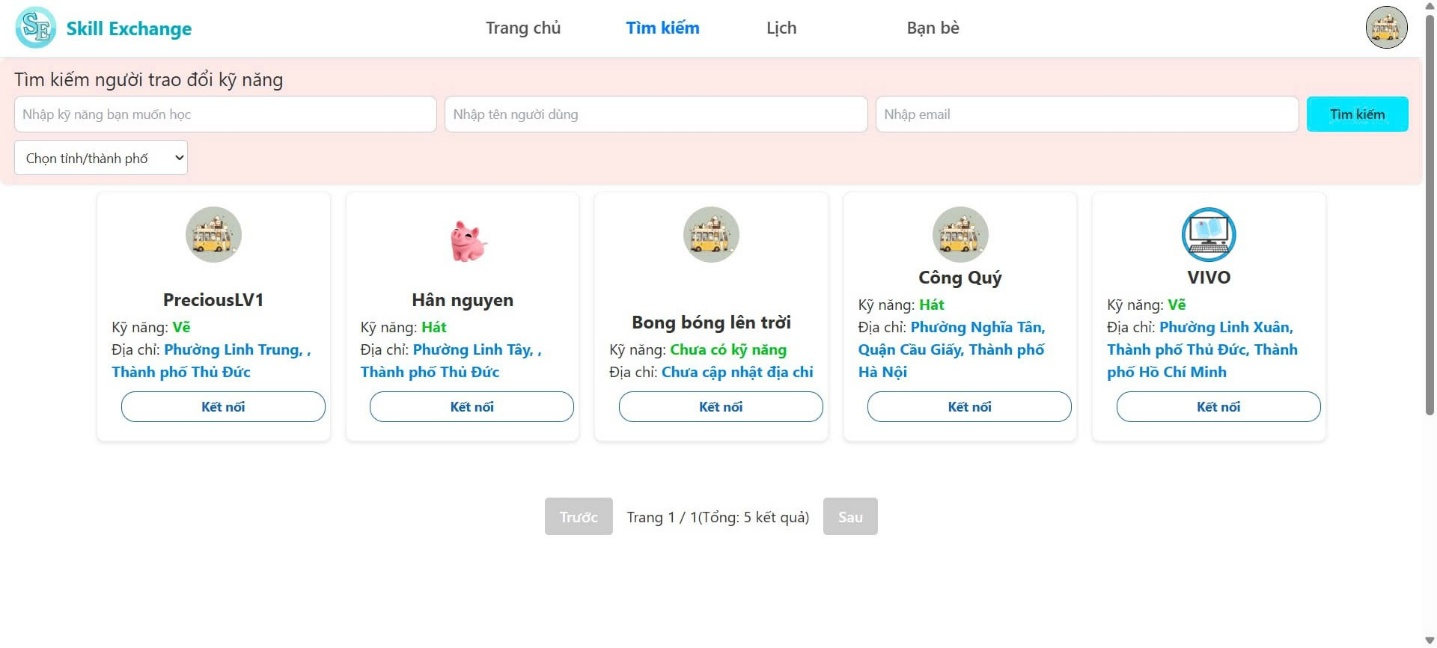 SE Skill Exchange Trang chủ Tìm kiếm Lịch Bạn bè
Tìm kiếm người trao đổi kỹ năng
Nhập kỹ năng bạn muốn học Nhập tên người dùng Nhập email Tìm kiếm
Chọn tỉnh/thành phố
PreciousLV1
Kỹ năng: Vẽ
Địa chỉ: Phường Linh Trung, ,
Thành phố Thủ Đức
Kết nối
Hân nguyen
Kỹ năng: Hát
Địa chỉ: Phường Linh Tây, ,
Thành phố Thủ Đức
Kết nối
Bong bóng lên trời
Kỹ năng: Chưa có kỹ năng
Địa chỉ: Chưa cập nhật địa chỉ
Kết nối
Công Quý
Kỹ năng: Hát
Địa chỉ: Phường Nghĩa Tân,
Quận Cầu Giấy, Thành phố
Hà Nội
Kết nối
VIVO
Kỹ năng: Vẽ
Địa chỉ: Phường Linh Xuân,
Thành phố Thủ Đức, Thành
phố Hồ Chí Minh
Kết nối
Trước Trang 1 / 1(Tổng: 5 kết quả) Sau